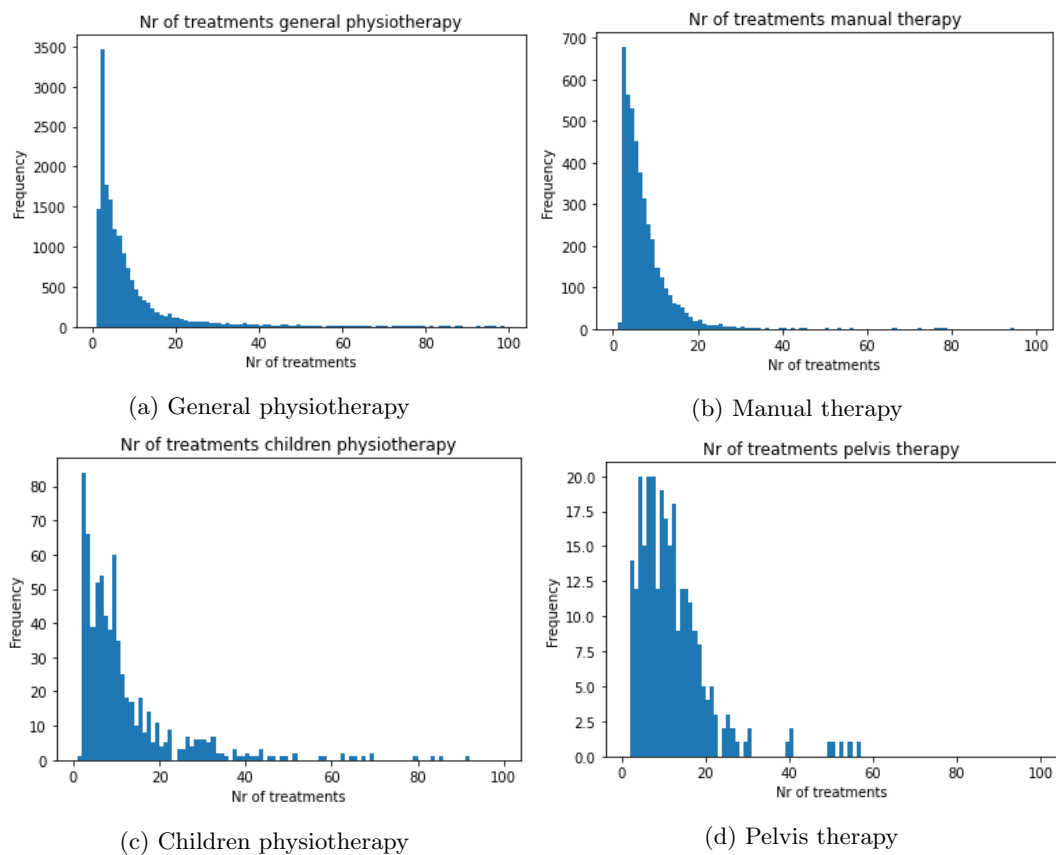 Nr of treatments general physiotherapy
3500
3000
2500
2000
1500
1000
500
0
Frequency
0 20 40 60 80 100
Nr of treatments
(a) General physiotherapy
Nr of treatments manual therapy
700
600
500
400
300
200
100
0
Frequency
0 20 40 60 80 100
Nr of treatments
(b) Manual therapy
Nr of treatments children physiotherapy
80
70
60
50
40
30
20
10
0
Frequency
0 20 40 60 80 100
Nr of treatments
(c) Children physiotherapy
Nr of treatments pelvis therapy
20.0
17.5
15.0
12.5
10.0
7.5
5.0
2.5
0.0
Frequency
0 20 40 60 80 100
Nr of treatments
(d) Pelvis therapy